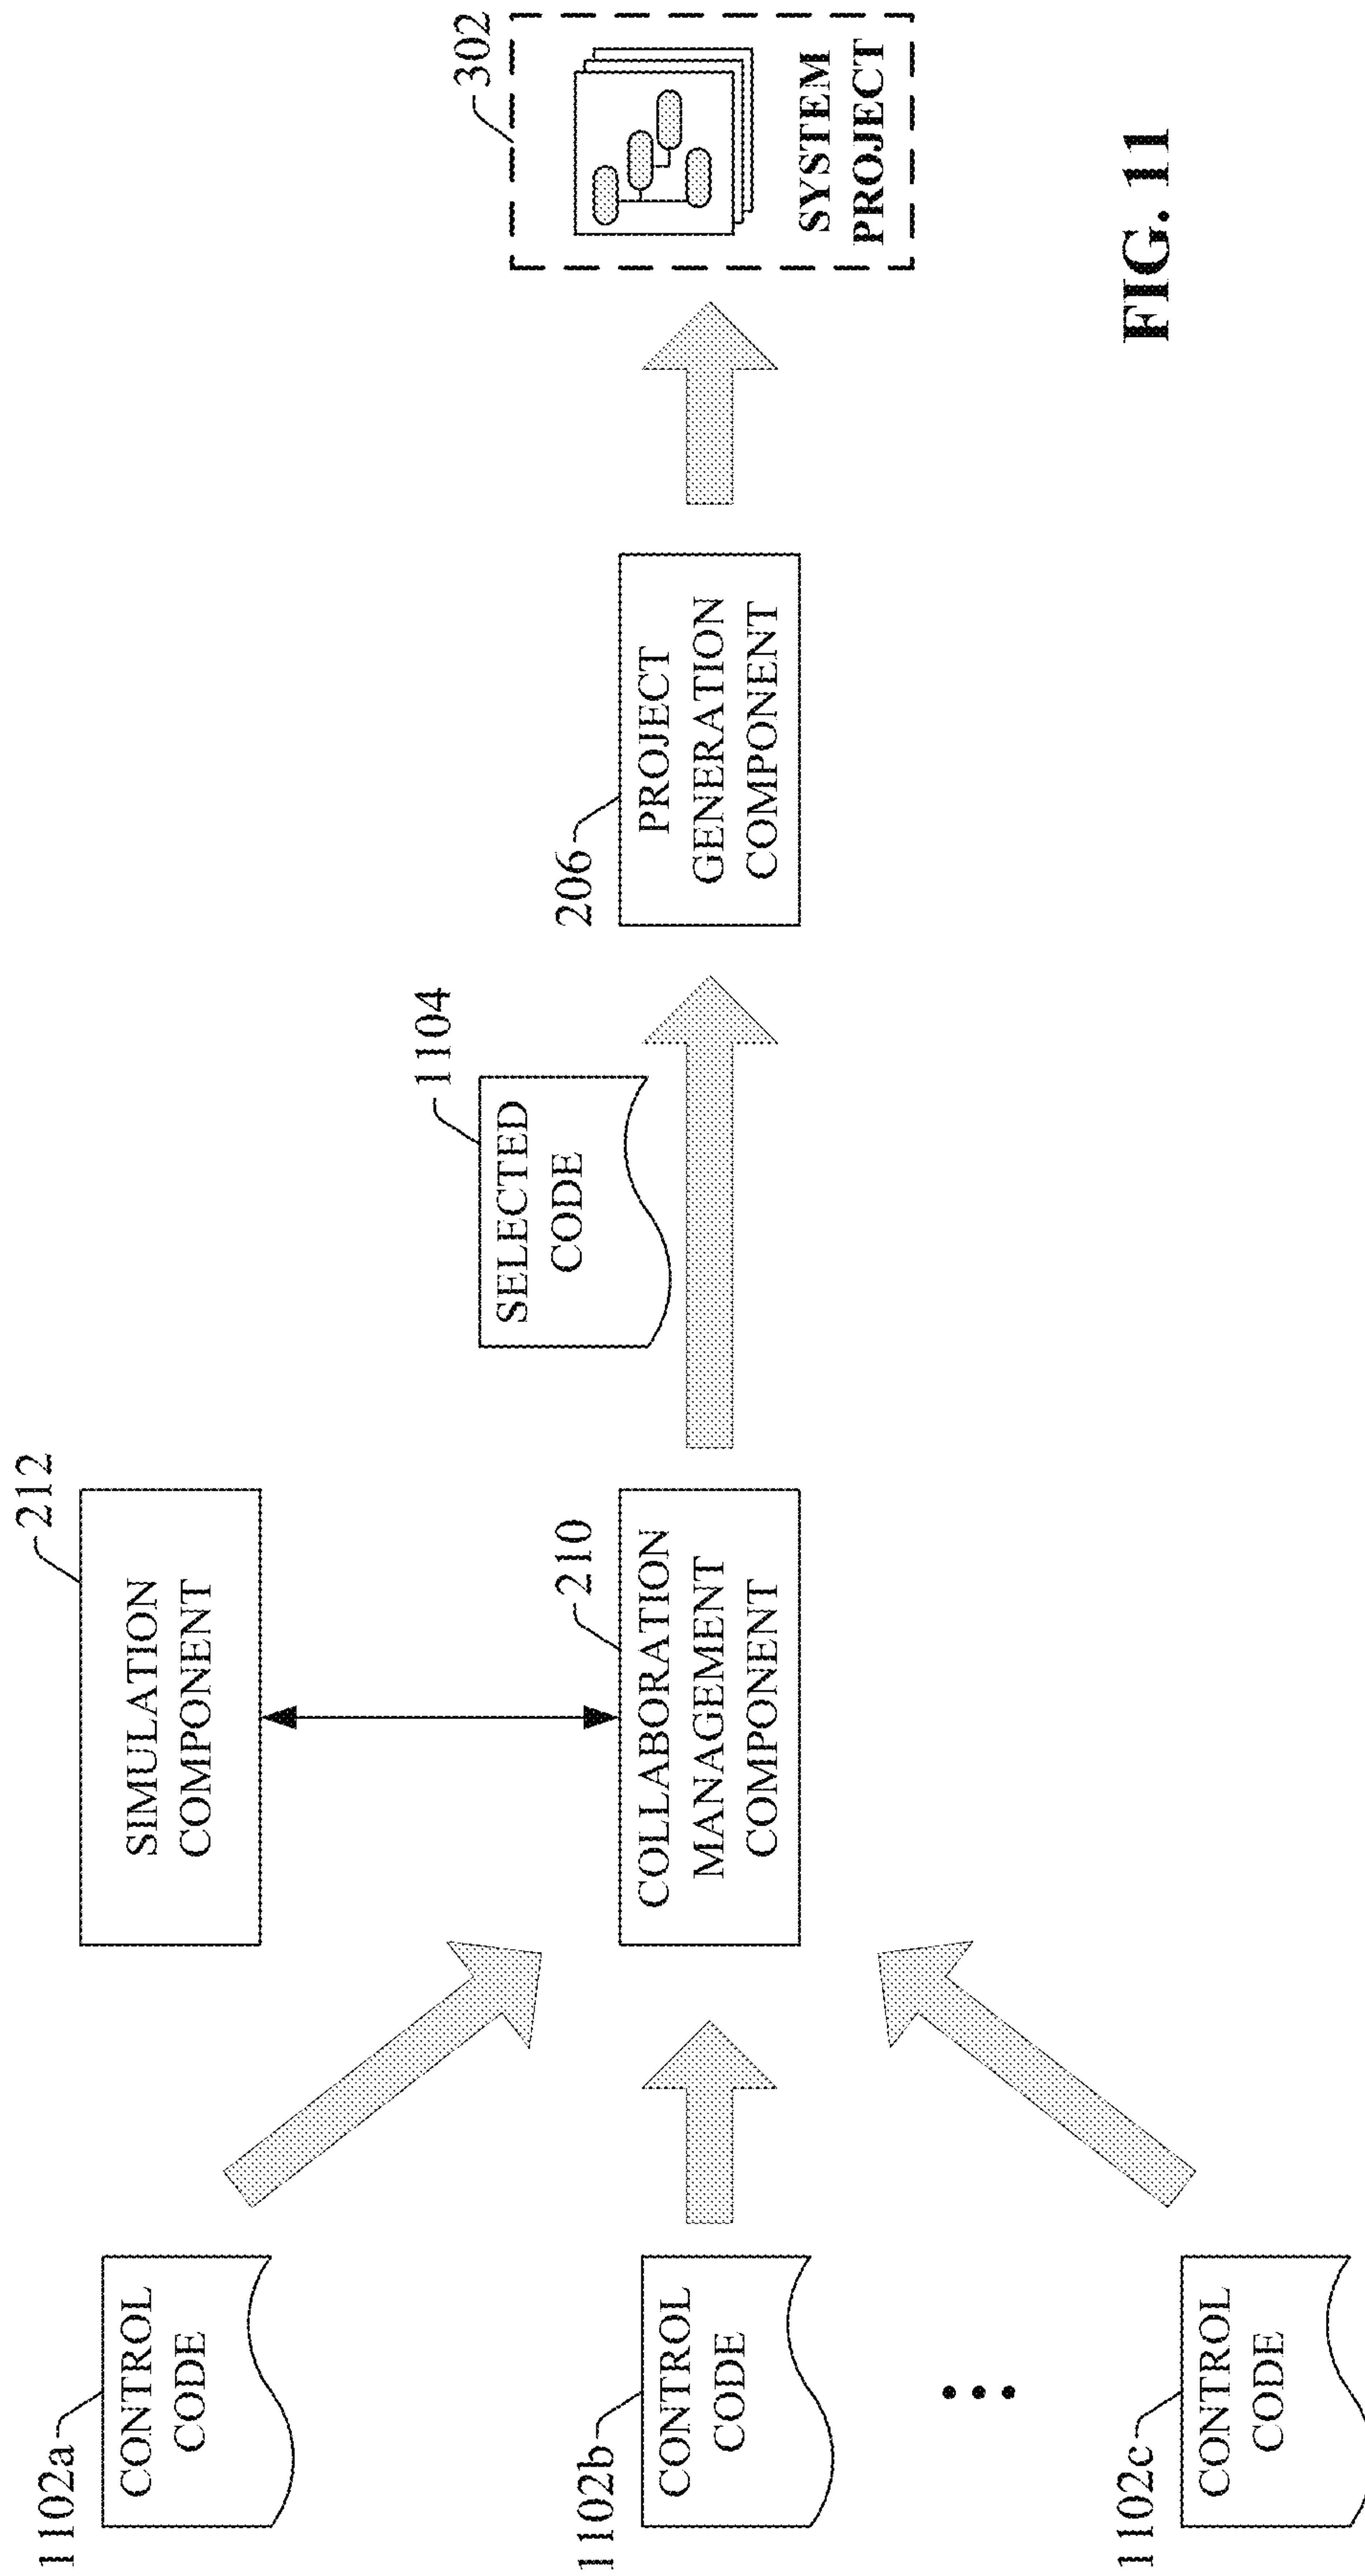 1102a
CONTROL
CODE
1102b
CONTROL
CODE
1102c
CONTROL
CODE
212
SIMULATION
COMPONENT
210
COLLABORATION
MANAGEMENT
COMPONENT
1104
SELECTED
CODE
206
PROJECT
GENERATION
COMPONENT
302
SYSTEM
PROJECT
FIG. 11